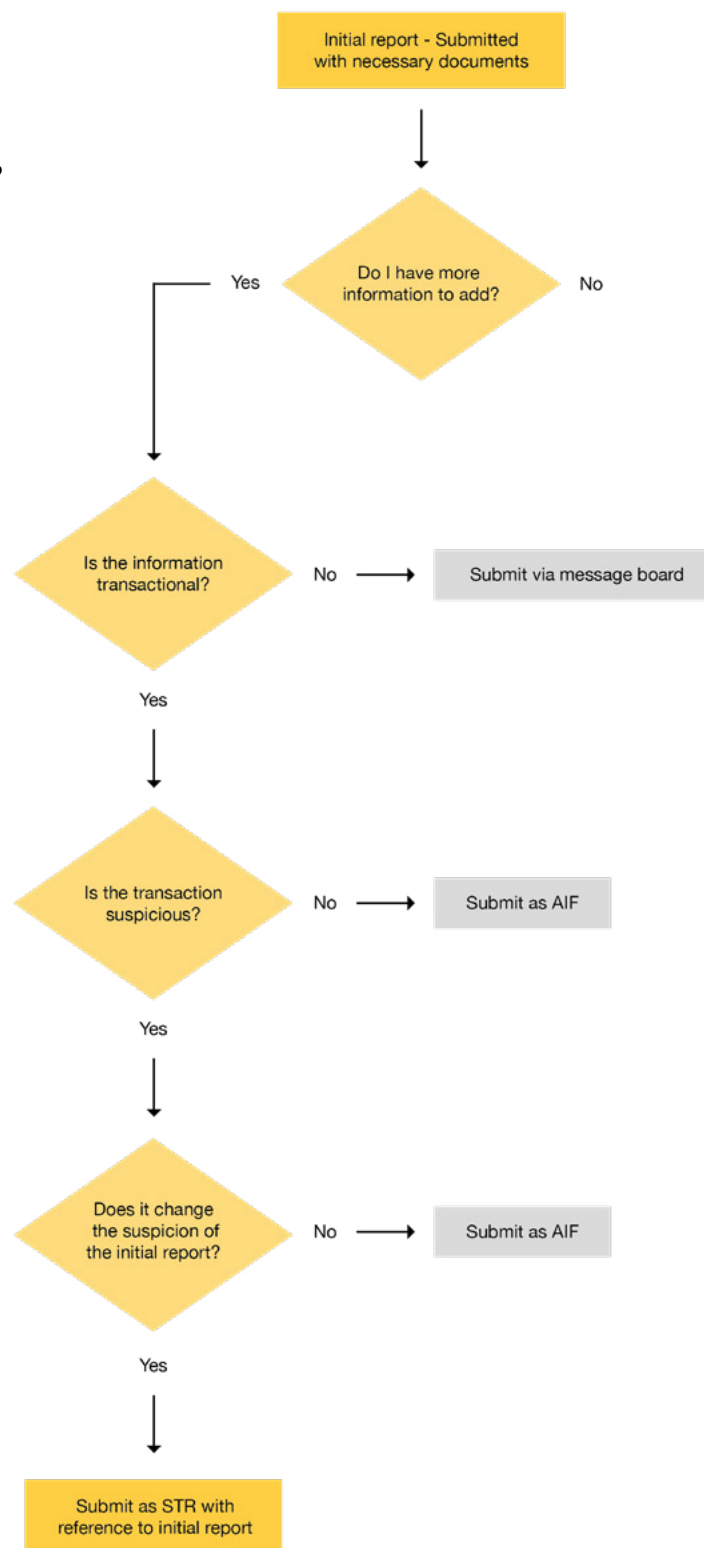 Initial report - Submitted
with necessary documents
Do I have more
information to add?
Yes
No
Is the information
transactional?
No
Submit via message board
Yes
Is the transaction
suspicious?
No
Submit as AIF
Yes
Does it change
the suspicion of
the initial report?
No
Submit as AIF
Yes
Submit as STR with
reference to initial report